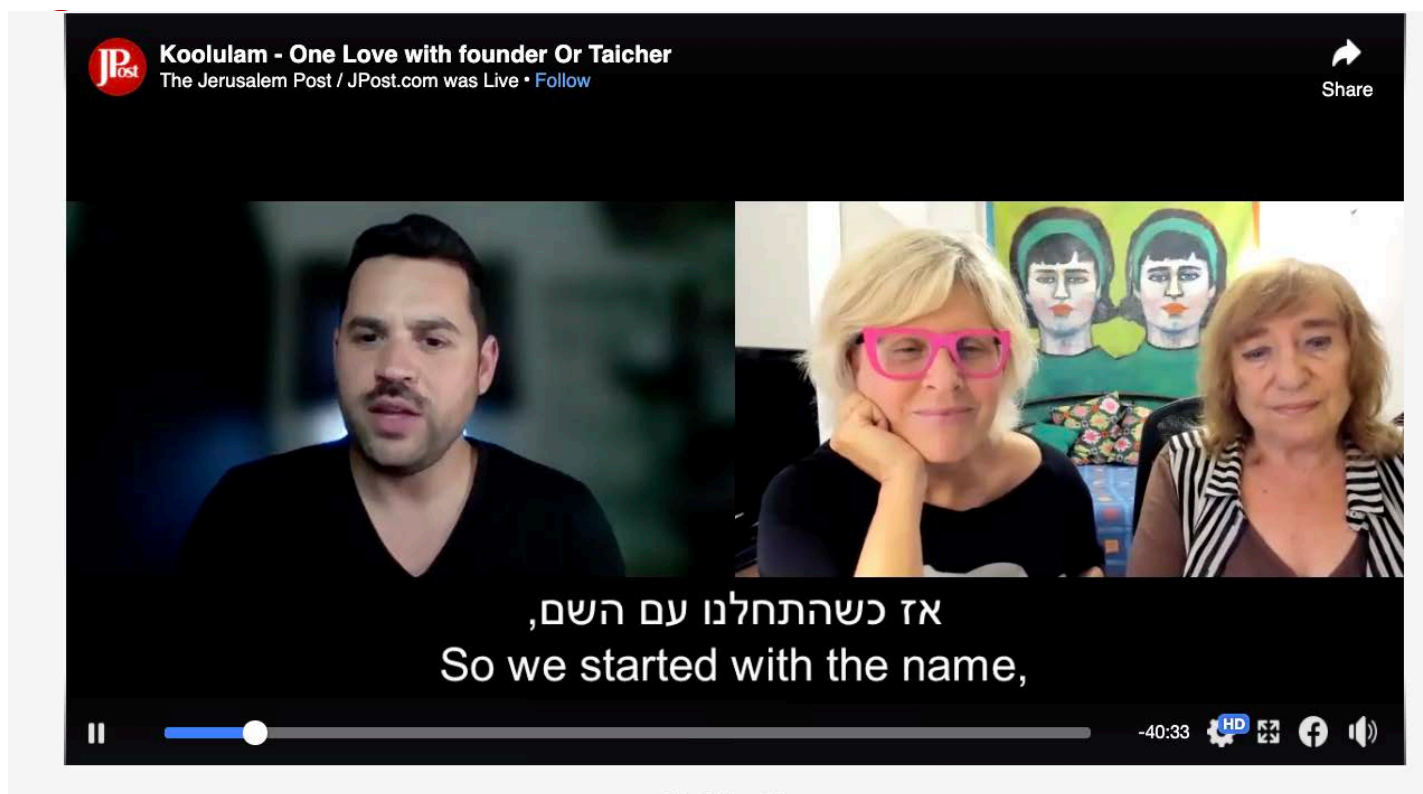 JPost
Koolulam - One Love with founder Or Taicher
The Jerusalem Post / JPost.com was Live • Follow
Share
אז כשהתחלנו עם השם,
So we started with the name,
-40:33
HD